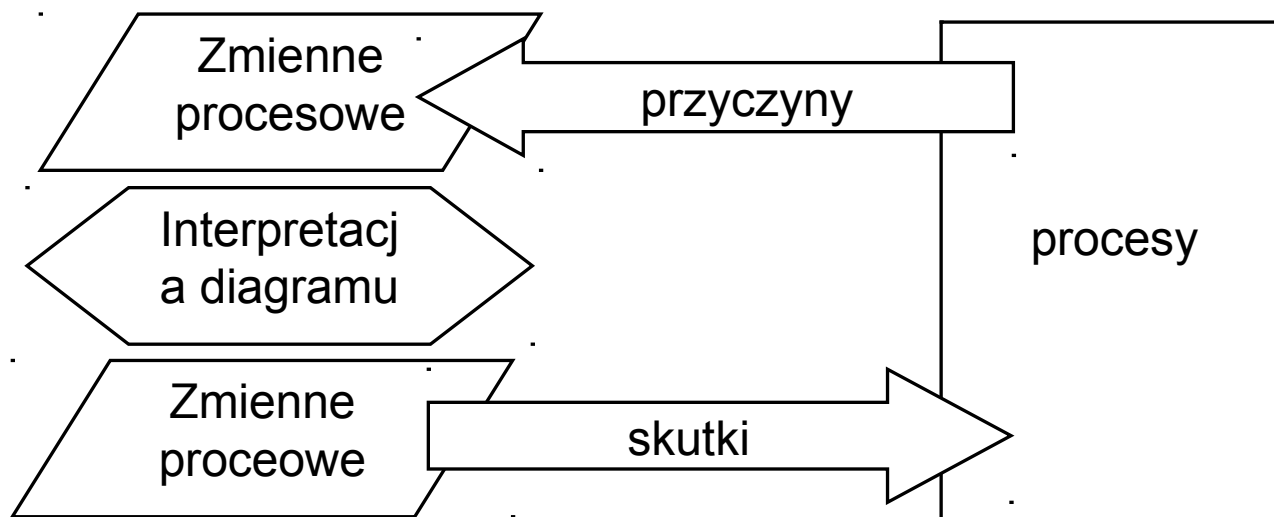 Zmienne
procesowe
przyczyny
Interpretacj
a diagramu
procesy
Zmienne
proceowe
skutki